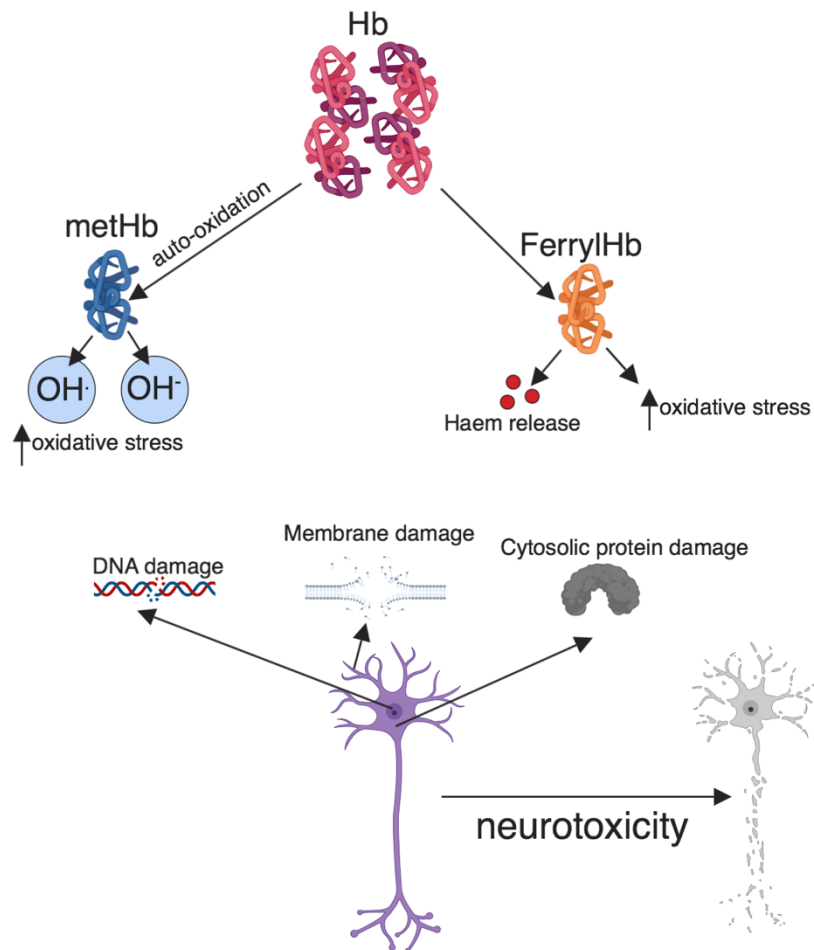 Hb
auto-oxidation
metHb
FerrylHb
OH·
OH-
oxidative stress
Haem release
oxidative stress
Membrane damage
DNA damage
Cytosolic protein damage
neurotoxicity